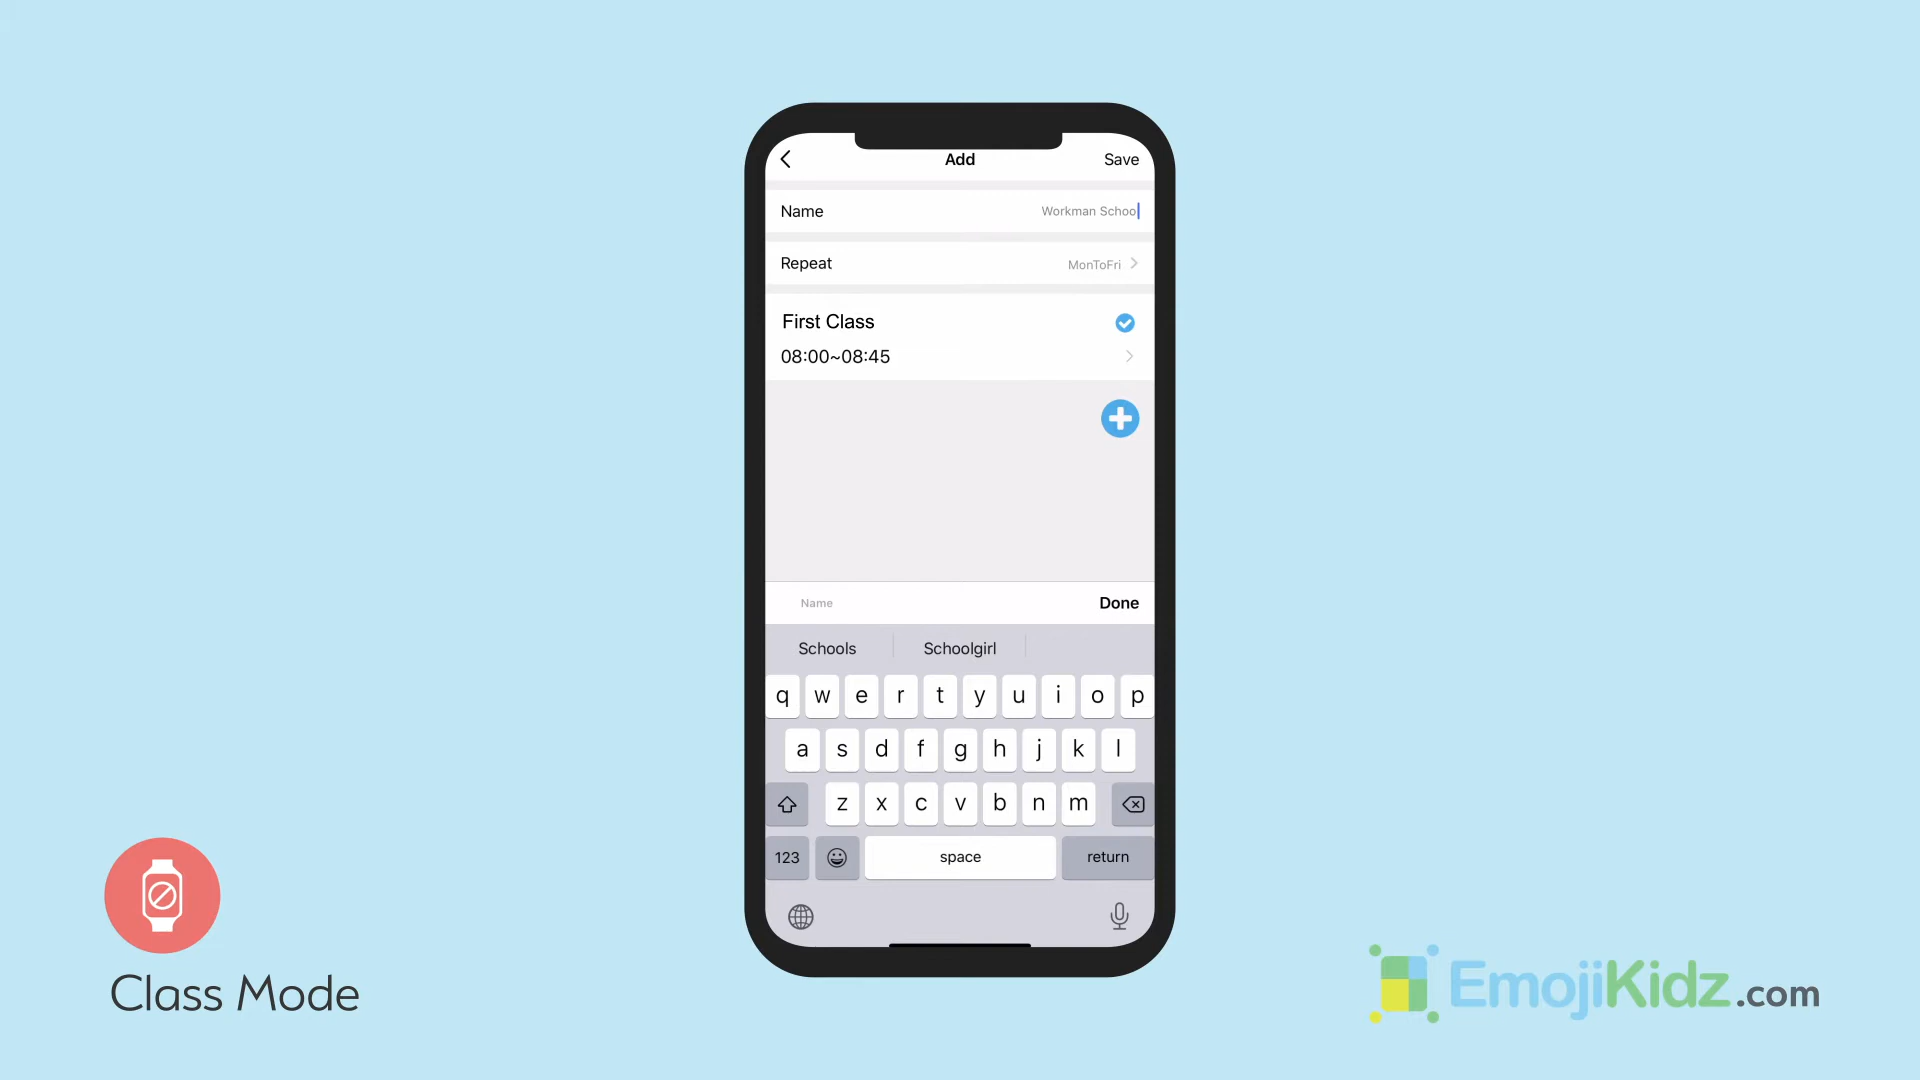 Add
Save
Name
Workman Schoo
Repeat
MonToFri
First Class
08:00~08:45
Name
Done
Schools
Schoolgirl
q w e r t y u i o p
a s d f g h j k l
z x c v b n m
123
space
return
Class Mode
EmojiKidz.com